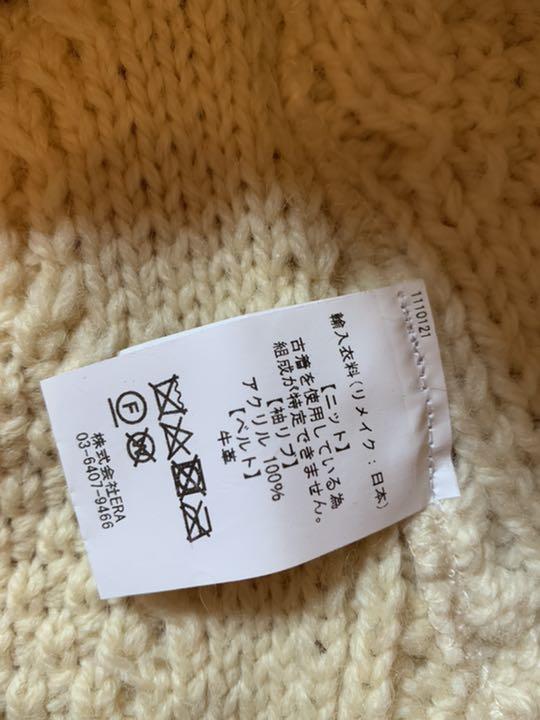 1110121
輸入衣料(リメイク:日本)
【ニット】
古着を使用している為
組成が特定できません。
【袖リブ】
アクリル 100%
【ベルト】
牛革
F
株式会社ERA
03-6407-9466